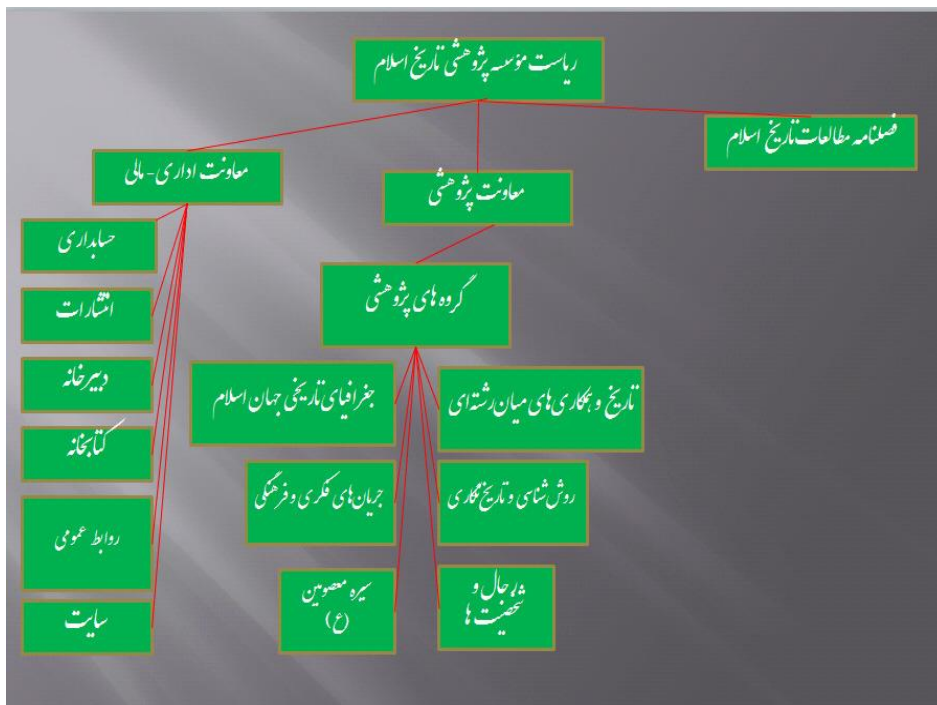 ریاست مؤسسه پژوهشی تاریخ اسلام
فصلنامه مطالعات تاریخ اسلام
معاونت پژوهشی
معاونت اداری- مالی
حسابداری
انتشارات
دبیرخانه
کتابخانه
روابط عمومی
سایت
گروه های پژوهشی
تاریخ و همکاری‌های میان رشته‌ای
جغرافیای تاریخی جهان اسلام
روش شناسی و تاریخ نگاری
جریان‌های فکری و فرهنگی
رجال و
شخصیت ها
سیره معصومین
(ع)